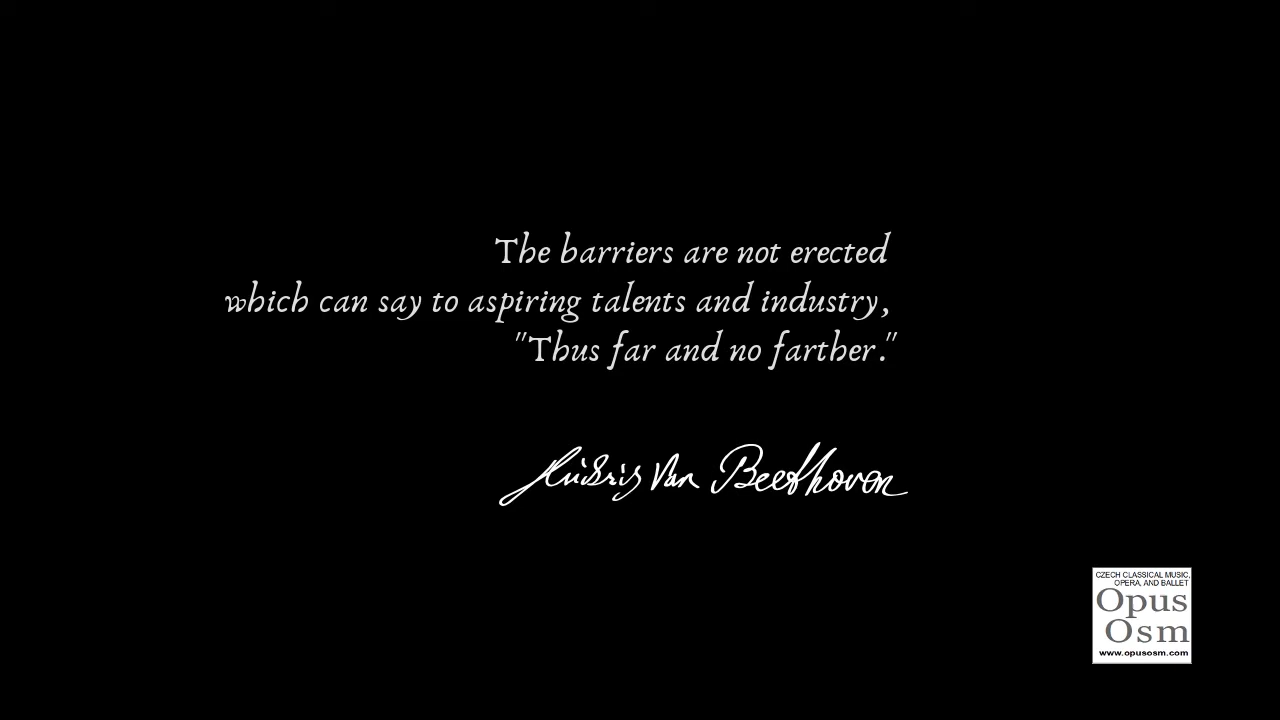 The barriers are not erected
which can say to aspiring talents and industry,
"Thus far and no farther."
Ludwig Van Beethoven
CZECH CLASSICAL MUSIC,
OPERA, AND BALLET
Opus
Osm
www.opusosm.com